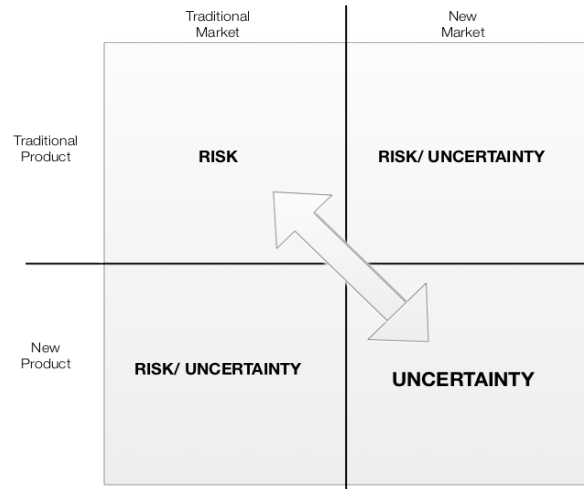 Traditional
Market
New
Market
Traditional
Product
RISK
RISK/ UNCERTAINTY
New
Product
RISK/ UNCERTAINTY
UNCERTAINTY